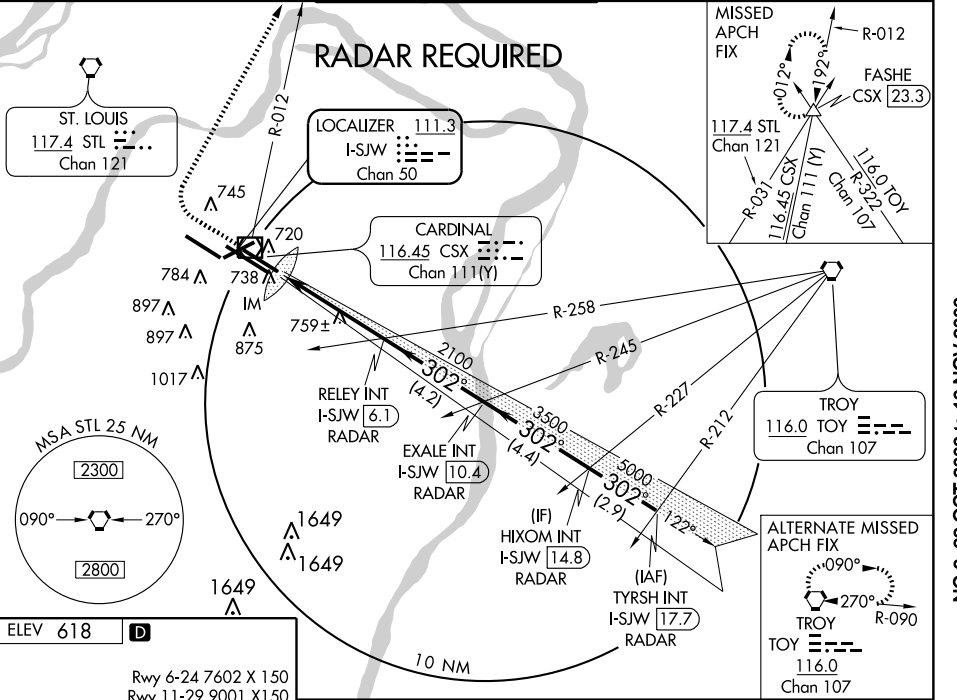 RADAR REQUIRED
R-012
ST. LOUIS
117.4 STL
Chan 121
LOCALIZER 111.3
I-SJW
Chan 50
MISSED
APCH
FIX
R-012
012°
192°
FASHE
CSX 23.3
117.4 STL
Chan 121
R-031
116.45 CSX
Chan 111 (Y)
116.0 TOY
R-322
Chan 107
745
720
CARDINAL
116.45 CSX
Chan 111(Y)
784
738
IM
897
897
875
759±
1017
R-258
R-245
R-227
R-212
2100
302°
(4.2)
3500
302°
(4.4)
5000
302°
(2.9)
122°
RELEY INT
I-SJW 6.1
RADAR
EXALE INT
I-SJW 10.4
RADAR
(IF)
HIXOM INT
I-SJW 14.8
RADAR
(IAF)
TYRSH INT
I-SJW 17.7
RADAR
TROY
116.0 TOY
Chan 107
MSA STL 25 NM
2300
090°
270°
2800
1649
1649
1649
10 NM
ALTERNATE MISSED
APCH FIX
090°
270°
R-090
TROY
TOY
116.0
Chan 107
ELEV 618 D
Rwy 6-24 7602 X 150
Rwy 11-29 9001 X150